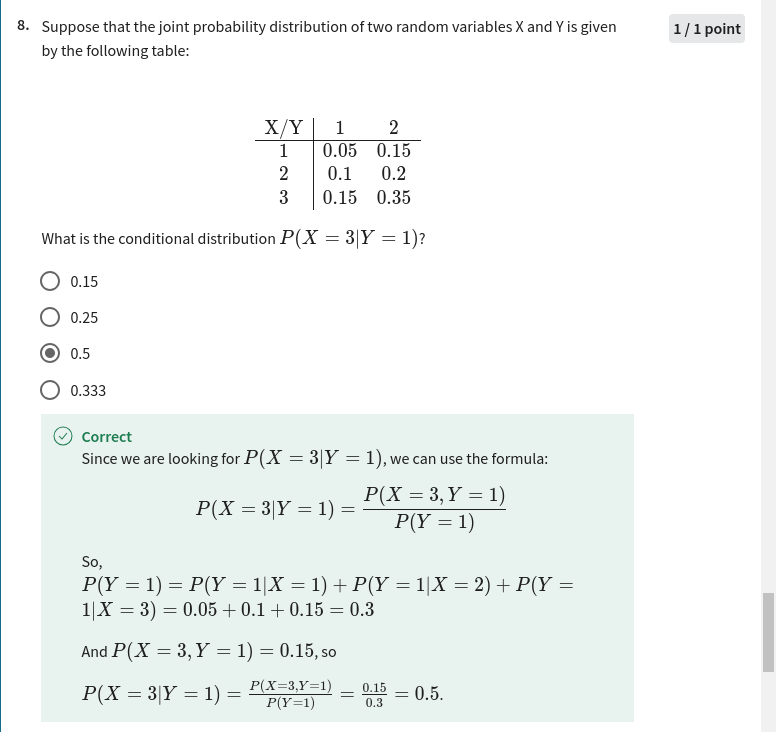 8. Suppose that the joint probability distribution of two random variables X and Y is given 1 / 1 point
by the following table:
X/Y 1 2
1 0.05 0.15
2 0.1 0.2
3 0.15 0.35
What is the conditional distribution P(X = 3|Y = 1)?
0.15
0.25
0.5
0.333
Correct
Since we are looking for P(X = 3|Y = 1), we can use the formula:
P(X = 3|Y = 1) = P(X = 3, Y = 1) / P(Y = 1)
So,
P(Y = 1) = P(Y = 1|X = 1) + P(Y = 1|X = 2) + P(Y =
1|X = 3) = 0.05 + 0.1 + 0.15 = 0.3
And P(X = 3, Y = 1) = 0.15, so
P(X = 3|Y = 1) = P(X=3,Y=1) / P(Y=1) = 0.15 / 0.3 = 0.5.